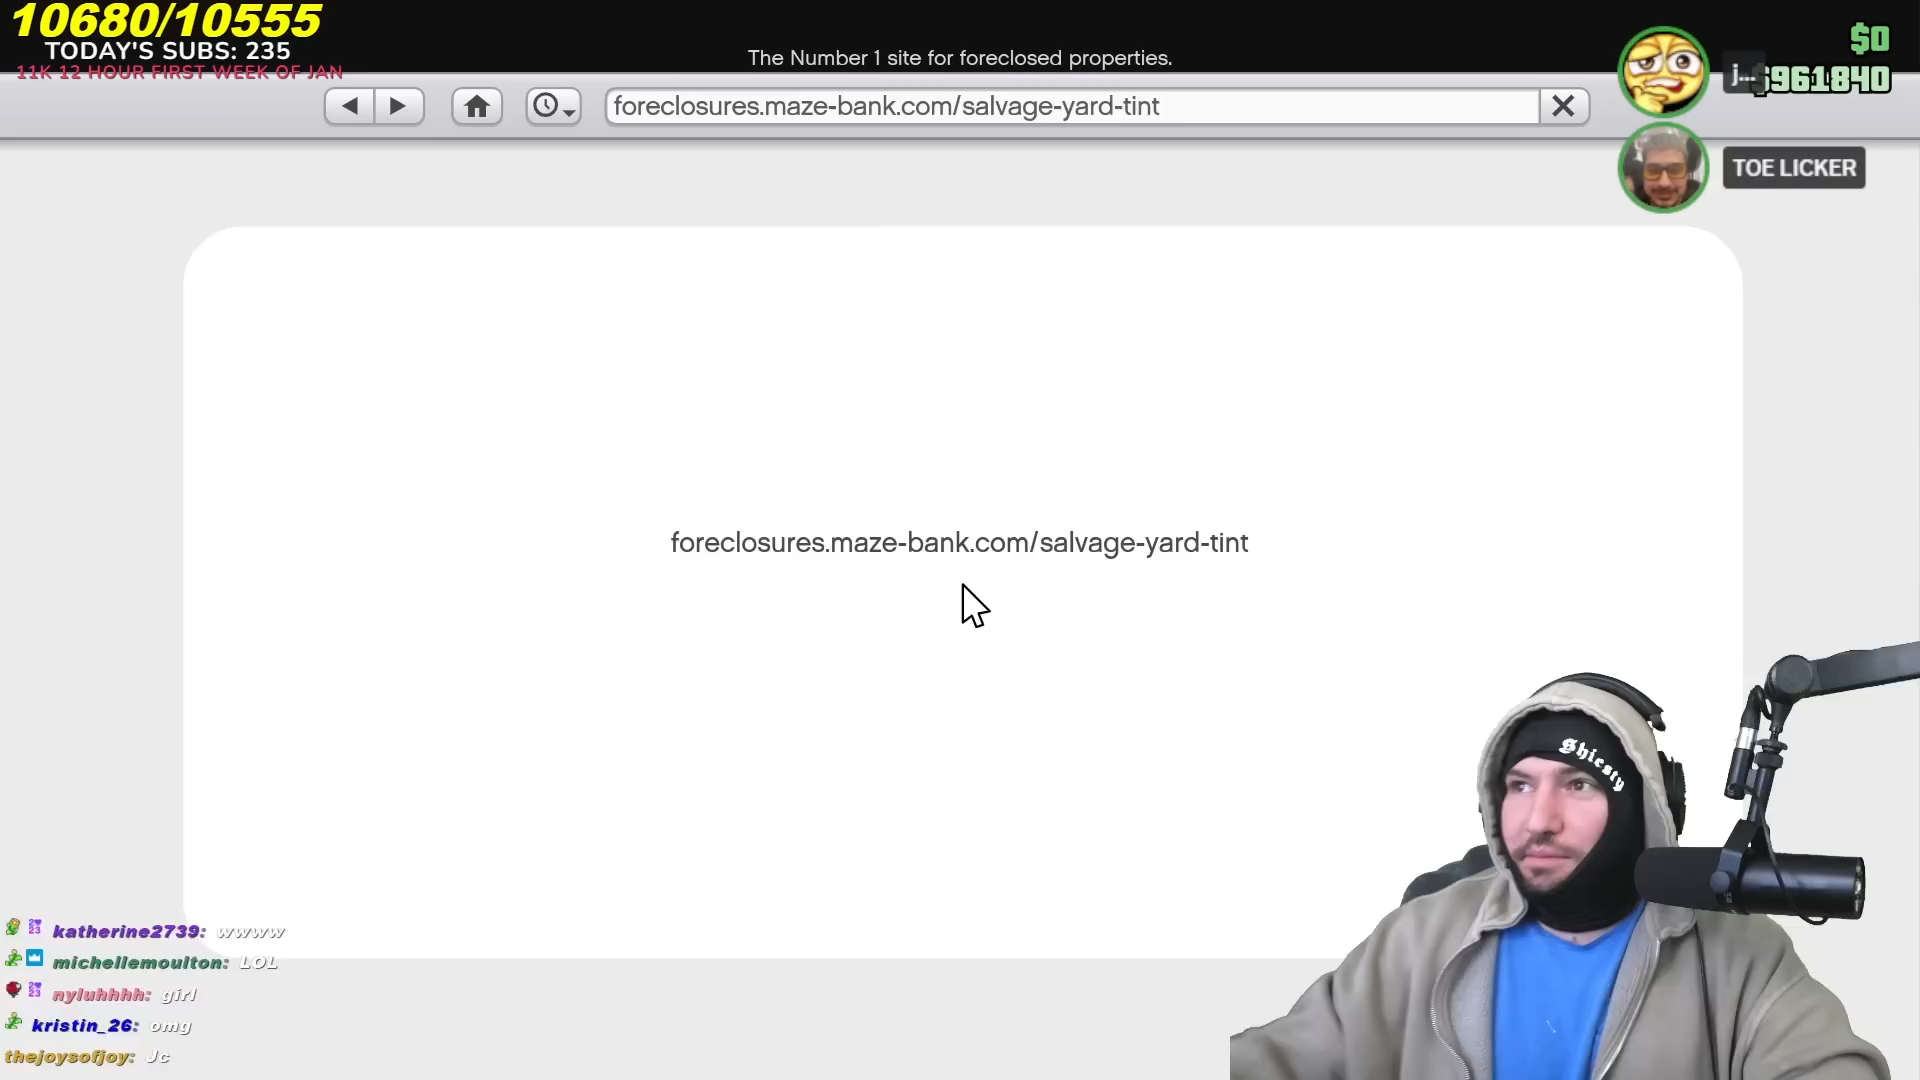 10680/10555
TODAY'S SUBS: 235
11K 12 HOUR FIRST WEEK OF JAN
The Number 1 site for foreclosed properties.
$0
j...
$961840
foreclosures.maze-bank.com/salvage-yard-tint
TOE LICKER
foreclosures.maze-bank.com/salvage-yard-tint
Shiesty
katherine2739: wwww
michellemoulton: LOL
nyluhhhh: girl
kristin_26: omg
thejoysofjoy: Jc